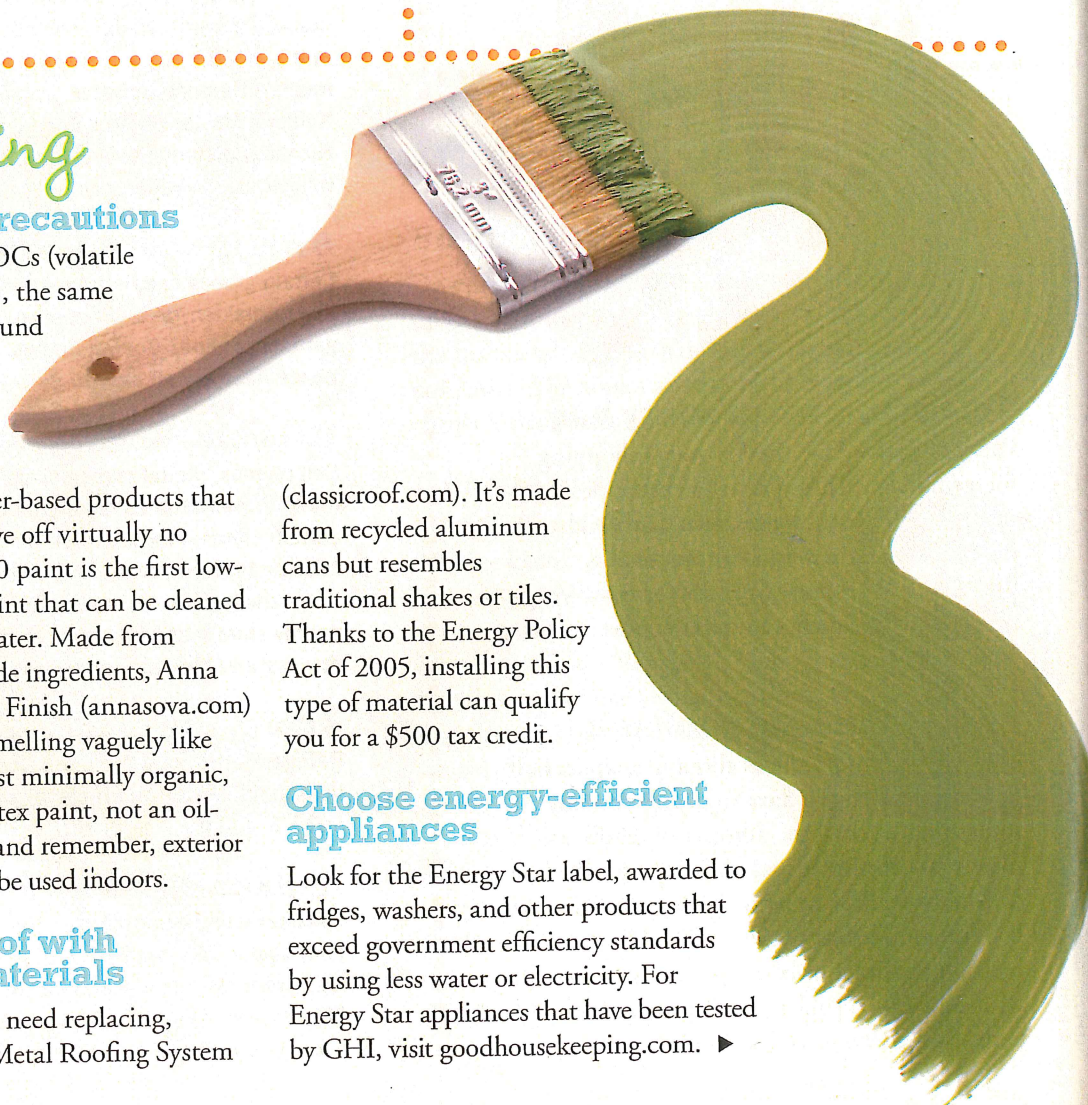 ing
recautions
OCs (volatile
, the same
und
3"
76,2 mm
er-based products that
ve off virtually no
0 paint is the first low-
int that can be cleaned
ater. Made from
de ingredients, Anna
Finish (annasova.com)
melling vaguely like
st minimally organic,
tex paint, not an oil-
and remember, exterior
be used indoors.
of with
aterials
need replacing,
Metal Roofing System
(classicroof.com). It's made
from recycled aluminum
cans but resembles
traditional shakes or tiles.
Thanks to the Energy Policy
Act of 2005, installing this
type of material can qualify
you for a $500 tax credit.
Choose energy-efficient
appliances
Look for the Energy Star label, awarded to
fridges, washers, and other products that
exceed government efficiency standards
by using less water or electricity. For
Energy Star appliances that have been tested
by GHI, visit goodhousekeeping.com. ▶